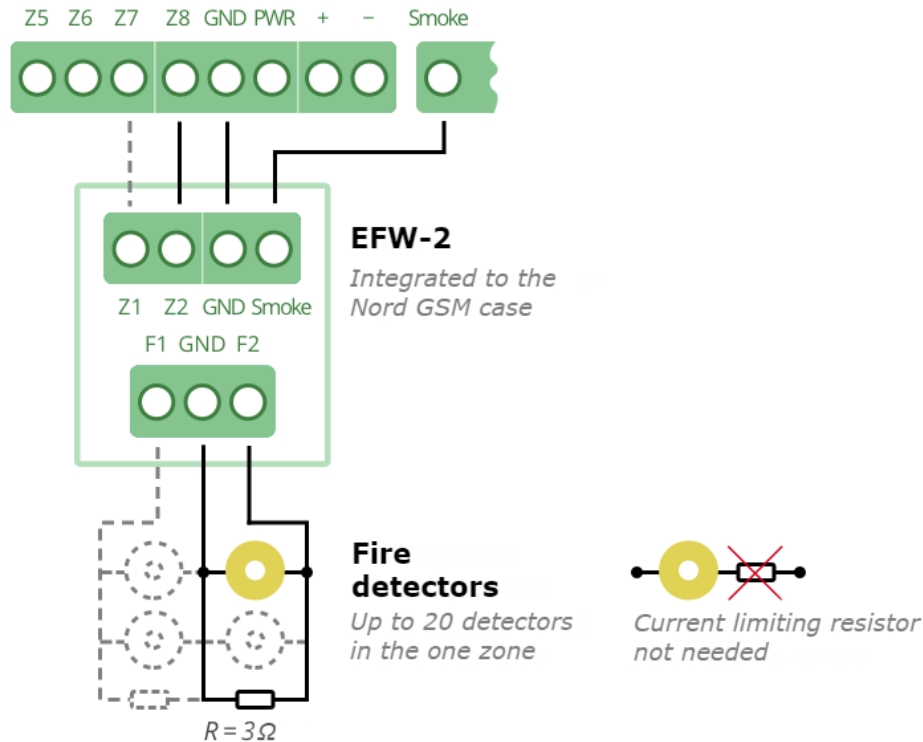 Z5 Z6 Z7 Z8 GND PWR + − Smoke
EFW-2
Integrated to the
Nord GSM case
Z1 Z2 GND Smoke
F1 GND F2
Fire
detectors
Up to 20 detectors
in the one zone
Current limiting resistor
not needed
R=3Ω